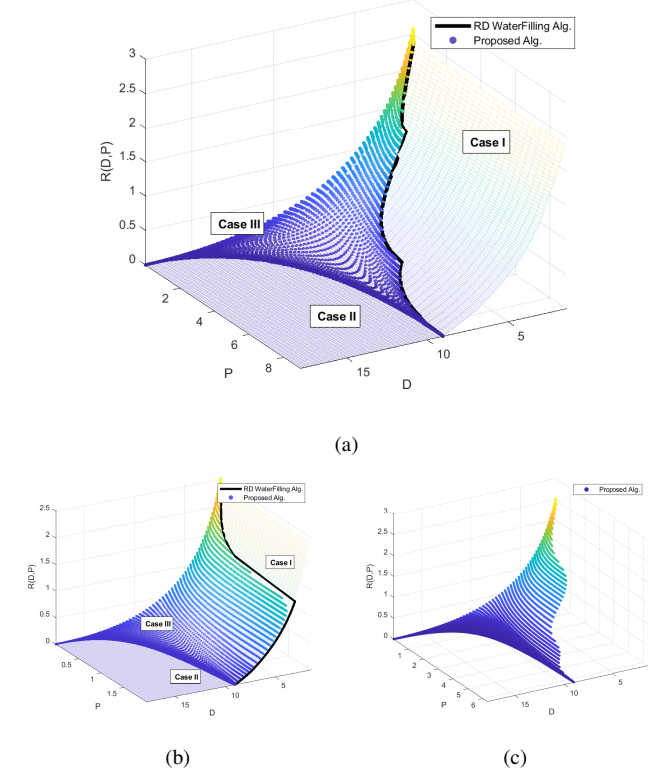 RD WaterFilling Alg.
Proposed Alg.
3
2.5
2
1.5
1
0.5
0
R(D,P)
Case I
Case III
Case II
2
4
6
8
P
15
10
5
D
(a)
RD WaterFilling Alg.
Proposed Alg.
2.5
2
1.5
1
0.5
0
R(D,P)
Case I
Case III
Case II
0.5
1
1.5
P
15
10
5
D
(b)
Proposed Alg.
3
2.5
2
1.5
1
0.5
0
R(D,P)
1
2
3
4
5
6
P
15
10
5
D
(c)